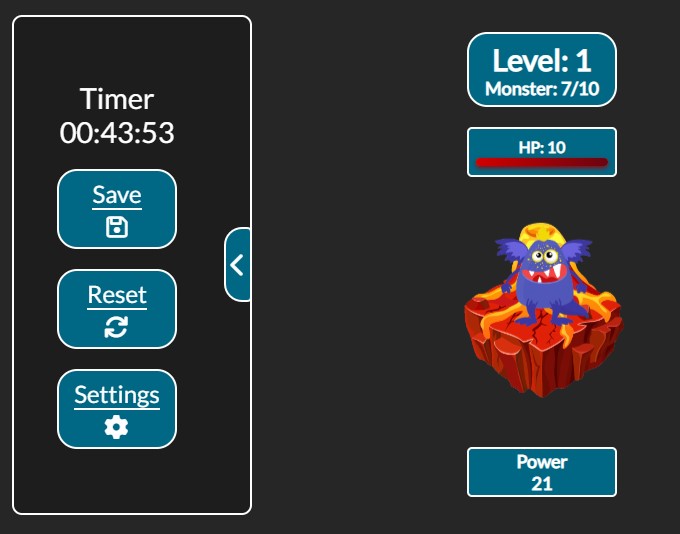 Timer
00:43:53
Save
Reset
Settings
Level: 1
Monster: 7/10
HP: 10
Power
21